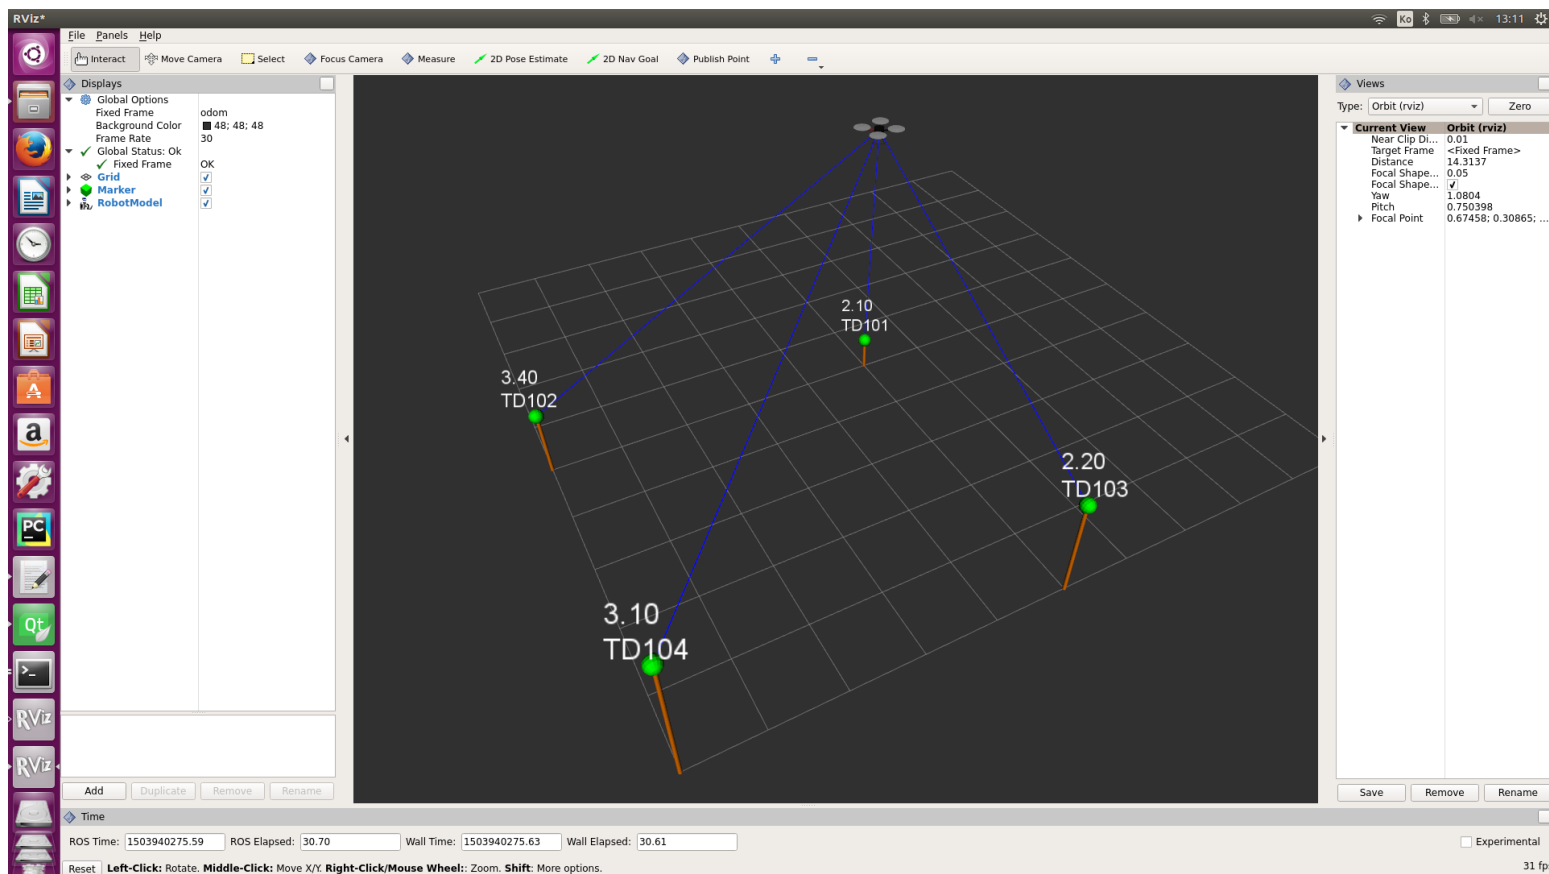 RViz*
Ko
13:11
File Panels Help
Interact Move Camera Select Focus Camera Measure 2D Pose Estimate 2D Nav Goal Publish Point
Displays
Global Options
Fixed Frame odom
Background Color 48; 48; 48
Frame Rate 30
Global Status: Ok
Fixed Frame OK
Grid
Marker
RobotModel
Add Duplicate Remove Rename
2.10
TD101
3.40
TD102
2.20
TD103
3.10
TD104
Views
Type: Orbit (rviz) Zero
Current View Orbit (rviz)
Near Clip Di... 0.01
Target Frame <Fixed Frame>
Distance 14.3137
Focal Shape... 0.05
Focal Shape...
Yaw 1.0804
Pitch 0.750398
Focal Point 0.67458; 0.30865; ...
Save Remove Rename
Time
ROS Time: 1503940275.59 ROS Elapsed: 30.70 Wall Time: 1503940275.63 Wall Elapsed: 30.61 Experimental
Reset Left-Click: Rotate. Middle-Click: Move X/Y. Right-Click/Mouse Wheel:: Zoom. Shift: More options.
31 fp
A
a
PC
Qt
>_
RViz
RViz